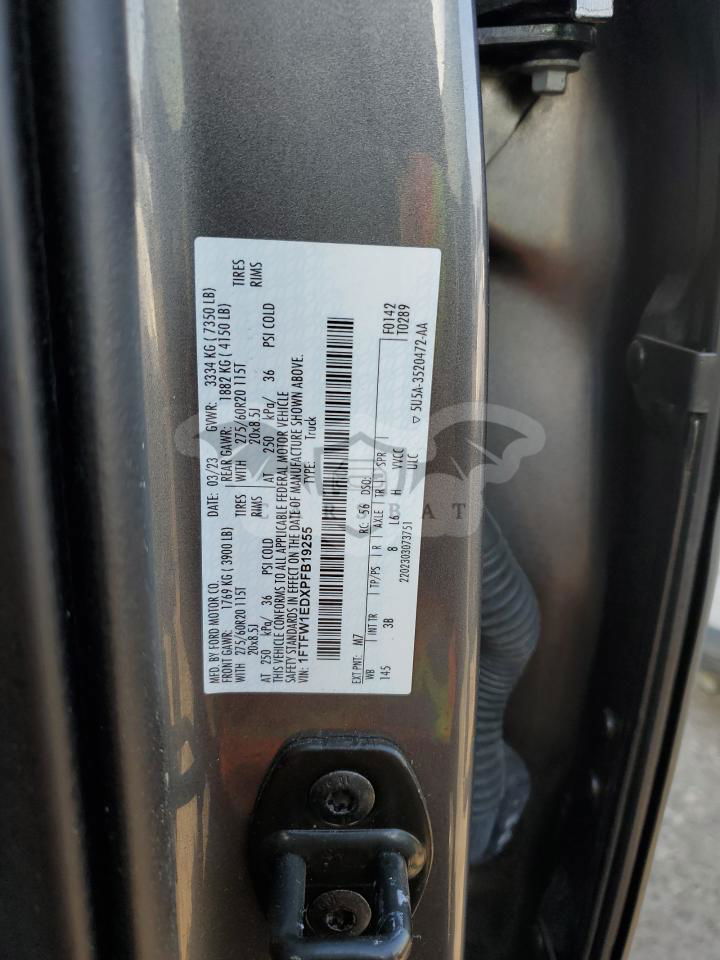 MFD. BY FORD MOTOR CO.
DATE: 03/23 GVWR: 3334 KG ( 7350 LB)
FRONT GAWR: 1769 KG ( 3900 LB) REAR GAWR: 1882 KG ( 4150 LB)
WITH 275/60R20 115T TIRES WITH 275/60R20 115T TIRES
20x8.5J RIMS 20x8.5J RIMS
AT 250 kPa/ 36 PSI COLD AT 250 kPa/ 36 PSI COLD
THIS VEHICLE CONFORMS TO ALL APPLICABLE FEDERAL MOTOR VEHICLE
SAFETY STANDARDS IN EFFECT ON THE DATE OF MANUFACTURE SHOWN ABOVE.
VIN: 1FTFW1EDXPFB19255 TYPE: Truck
EXT PNT: M7 RC: 56 DSO:
WB INT TR TP/PS R AXLE TR SPR F0142
145 3B 8 L6 H VVCC T0289
2202303073751 ULC ▽ 5U5A-3520472-AA